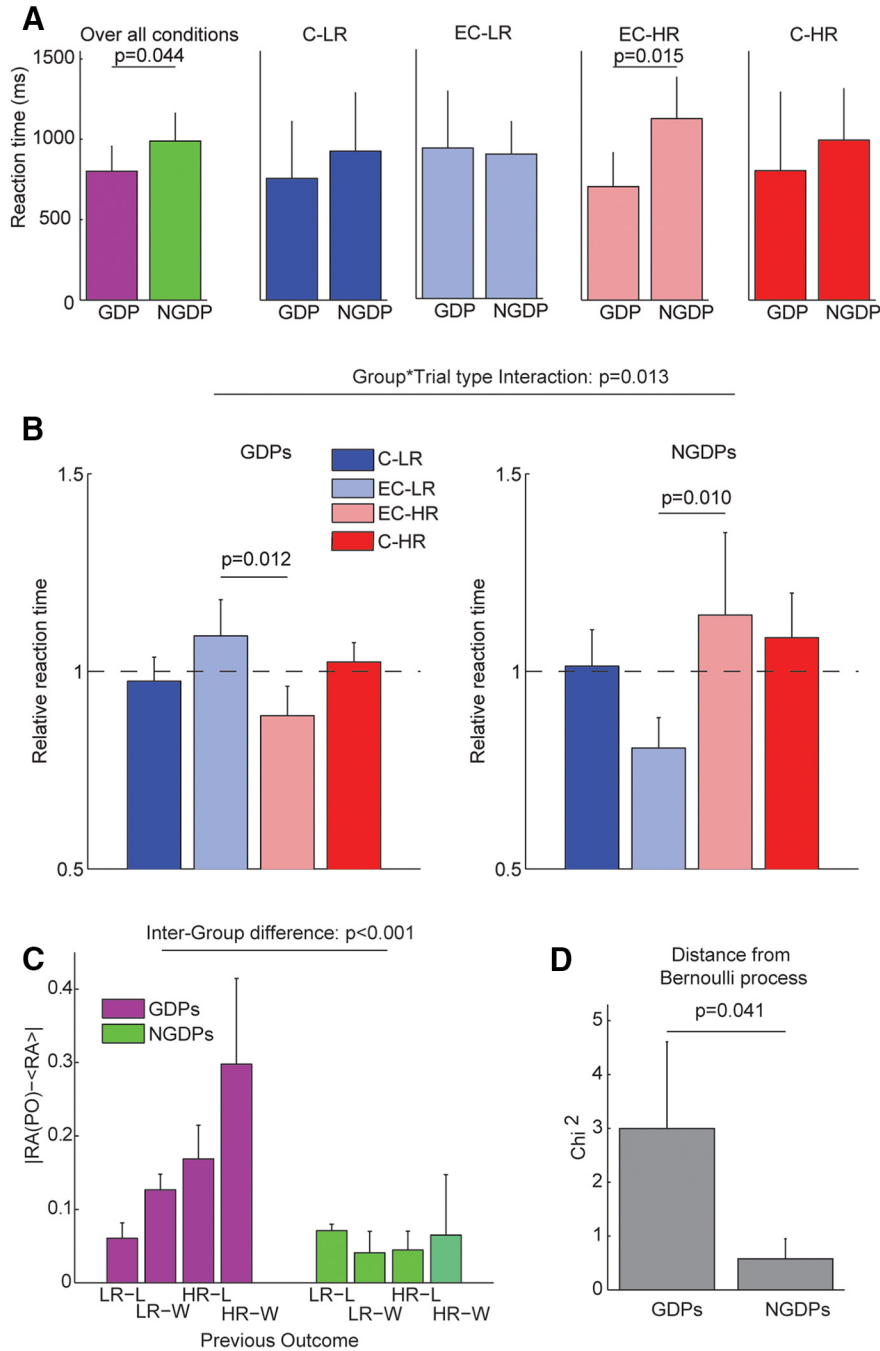 A
Over all conditions
C-LR
EC-LR
EC-HR
C-HR
p=0.044
p=0.015
Reaction time (ms)
1500
1000
500
0
GDP NGDP
GDP NGDP
GDP NGDP
GDP NGDP
GDP NGDP
Group*Trial type Interaction: p=0.013
B
GDPs
NGDPs
C-LR
EC-LR
EC-HR
C-HR
p=0.012
Relative reaction time
1.5
1
0.5
p=0.010
Relative reaction time
1.5
1
0.5
C
Inter-Group difference: p<0.001
GDPs
NGDPs
|RA(PO)−<RA>|
0.4
0.3
0.2
0.1
0
LR−L
LR−W
HR−L
HR−W
LR−L
LR−W
HR−L
HR−W
Previous Outcome
D
Distance from
Bernoulli process
p=0.041
Chi 2
5
4
3
2
1
0
GDPs
NGDPs